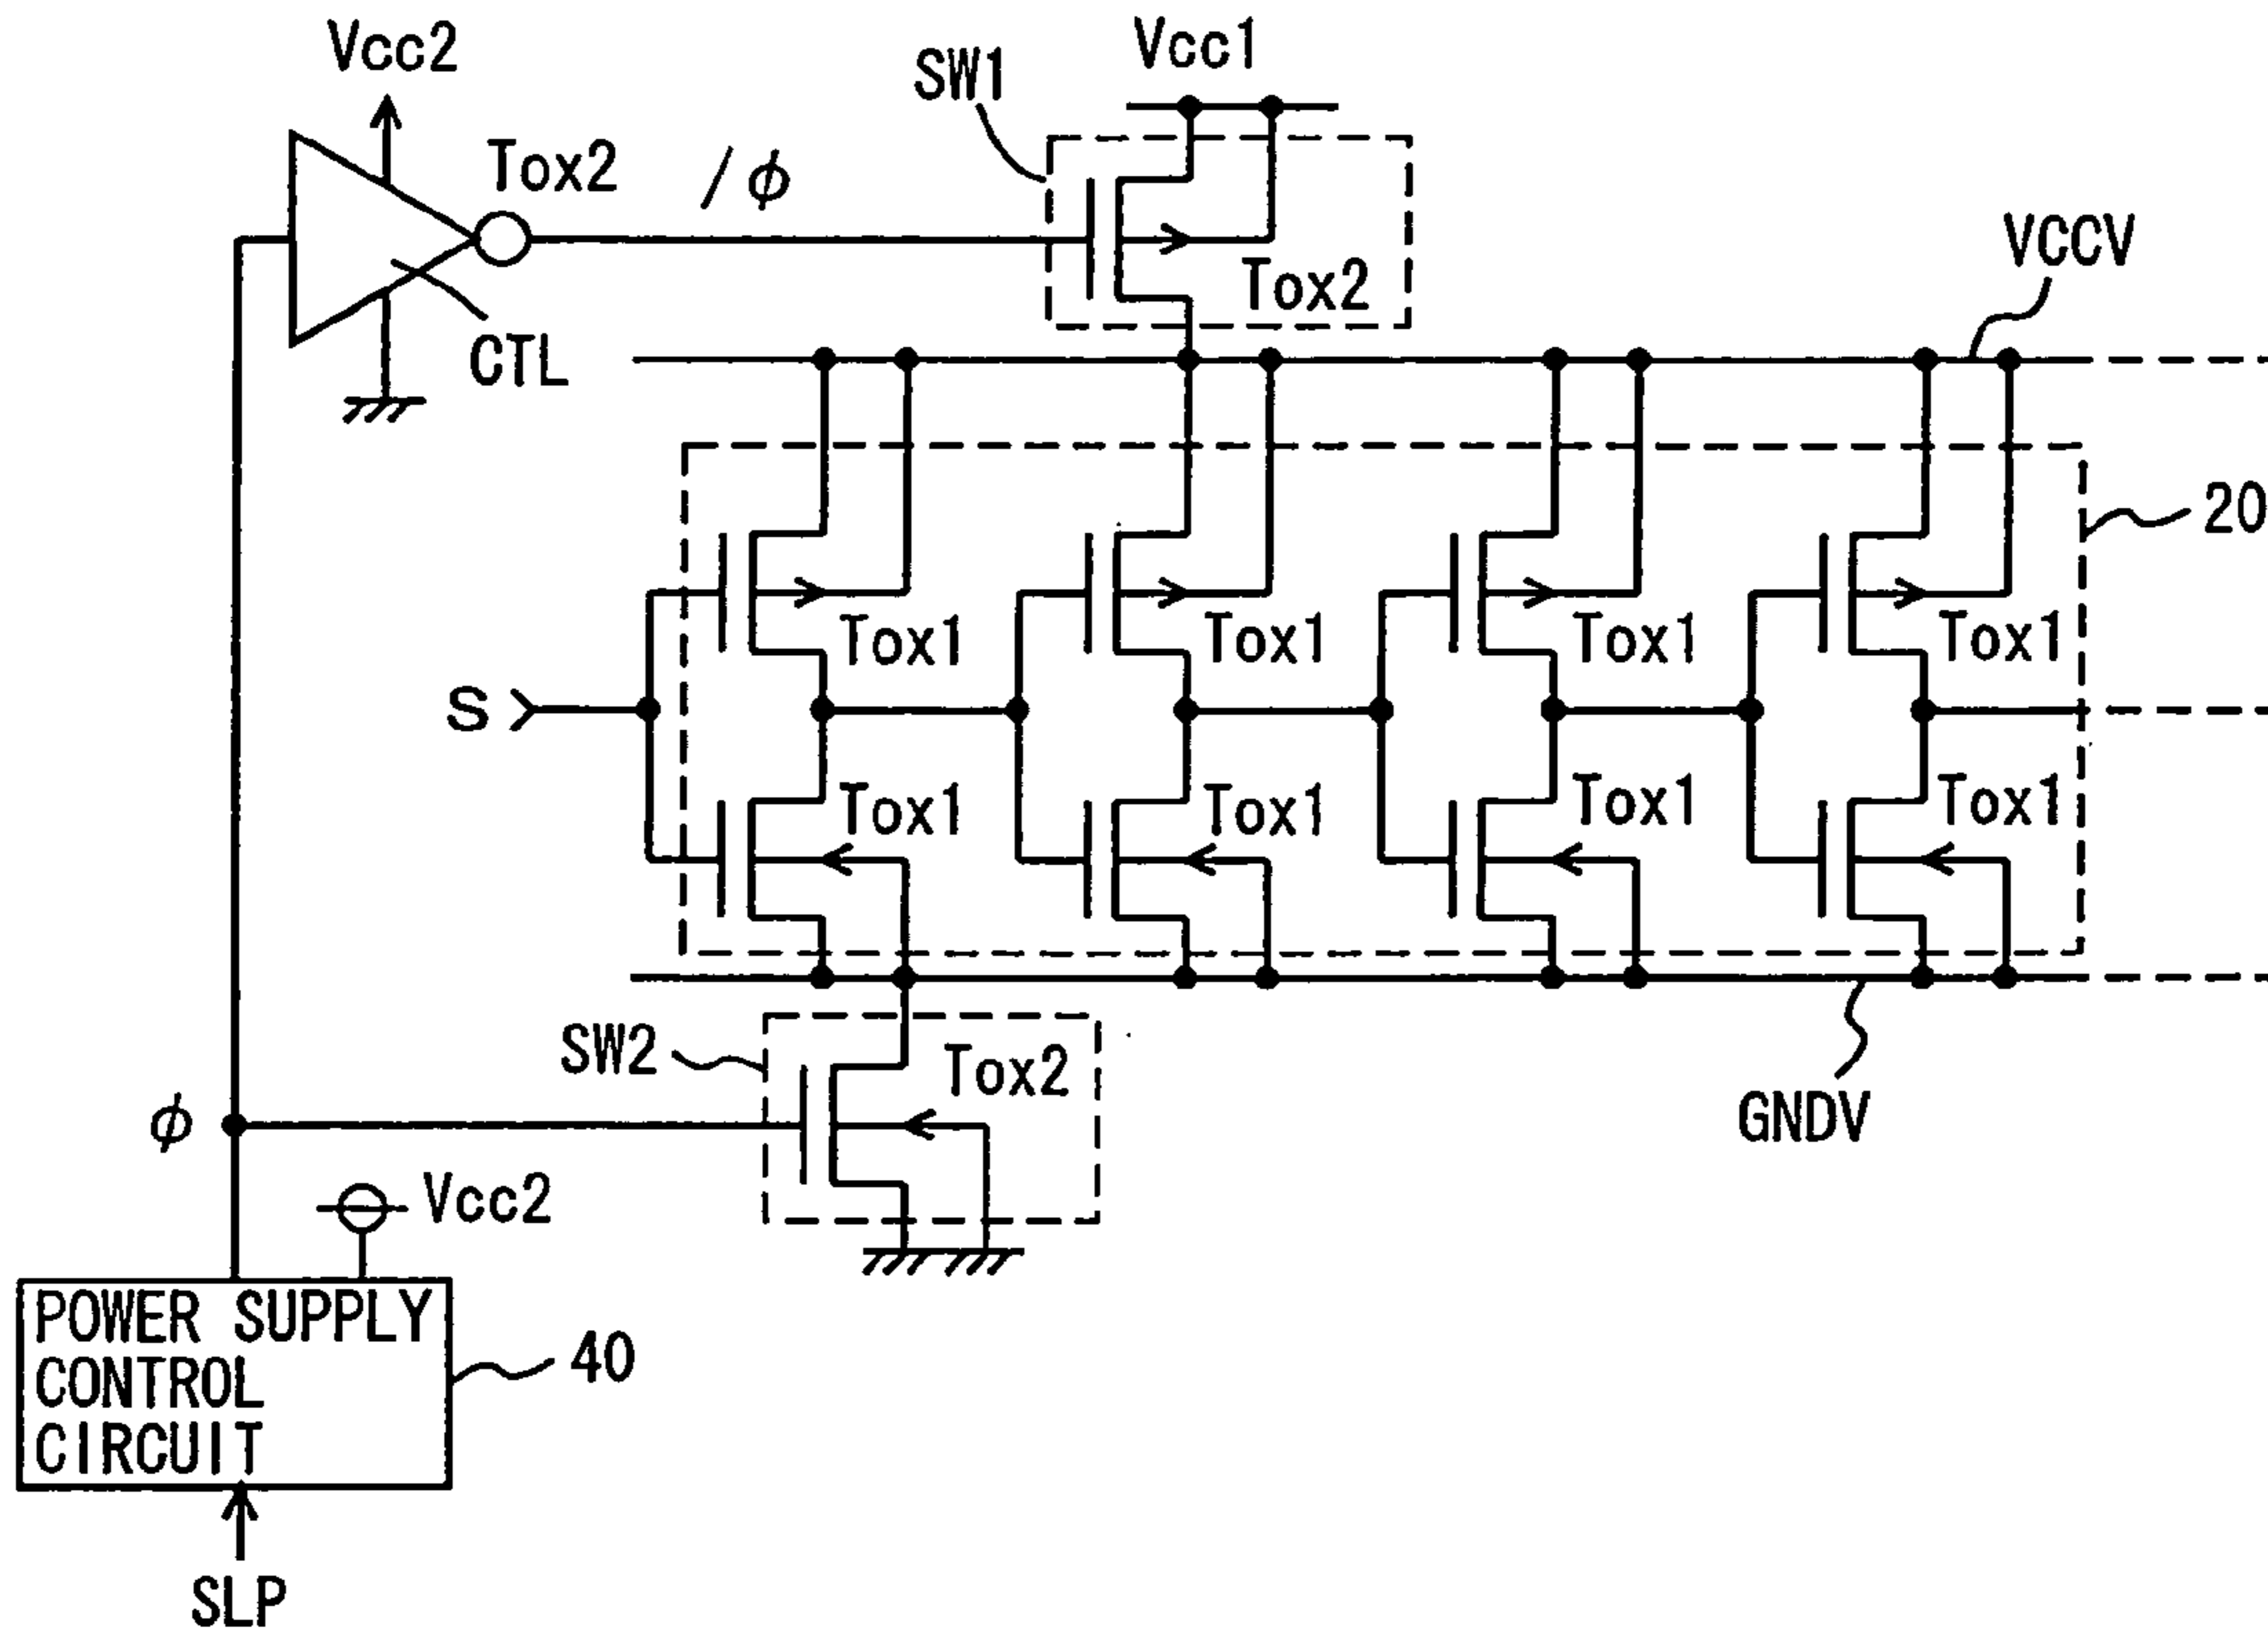 Vcc2
SW1
Vcc1
Tox2
/φ
VCCV
Tox2
CTL
20
Tox1
Tox1
Tox1
Tox1
S
Tox1
Tox1
Tox1
Tox1
SW2
Tox2
φ
GNDV
Vcc2
POWER SUPPLY
CONTROL
CIRCUIT
40
SLP